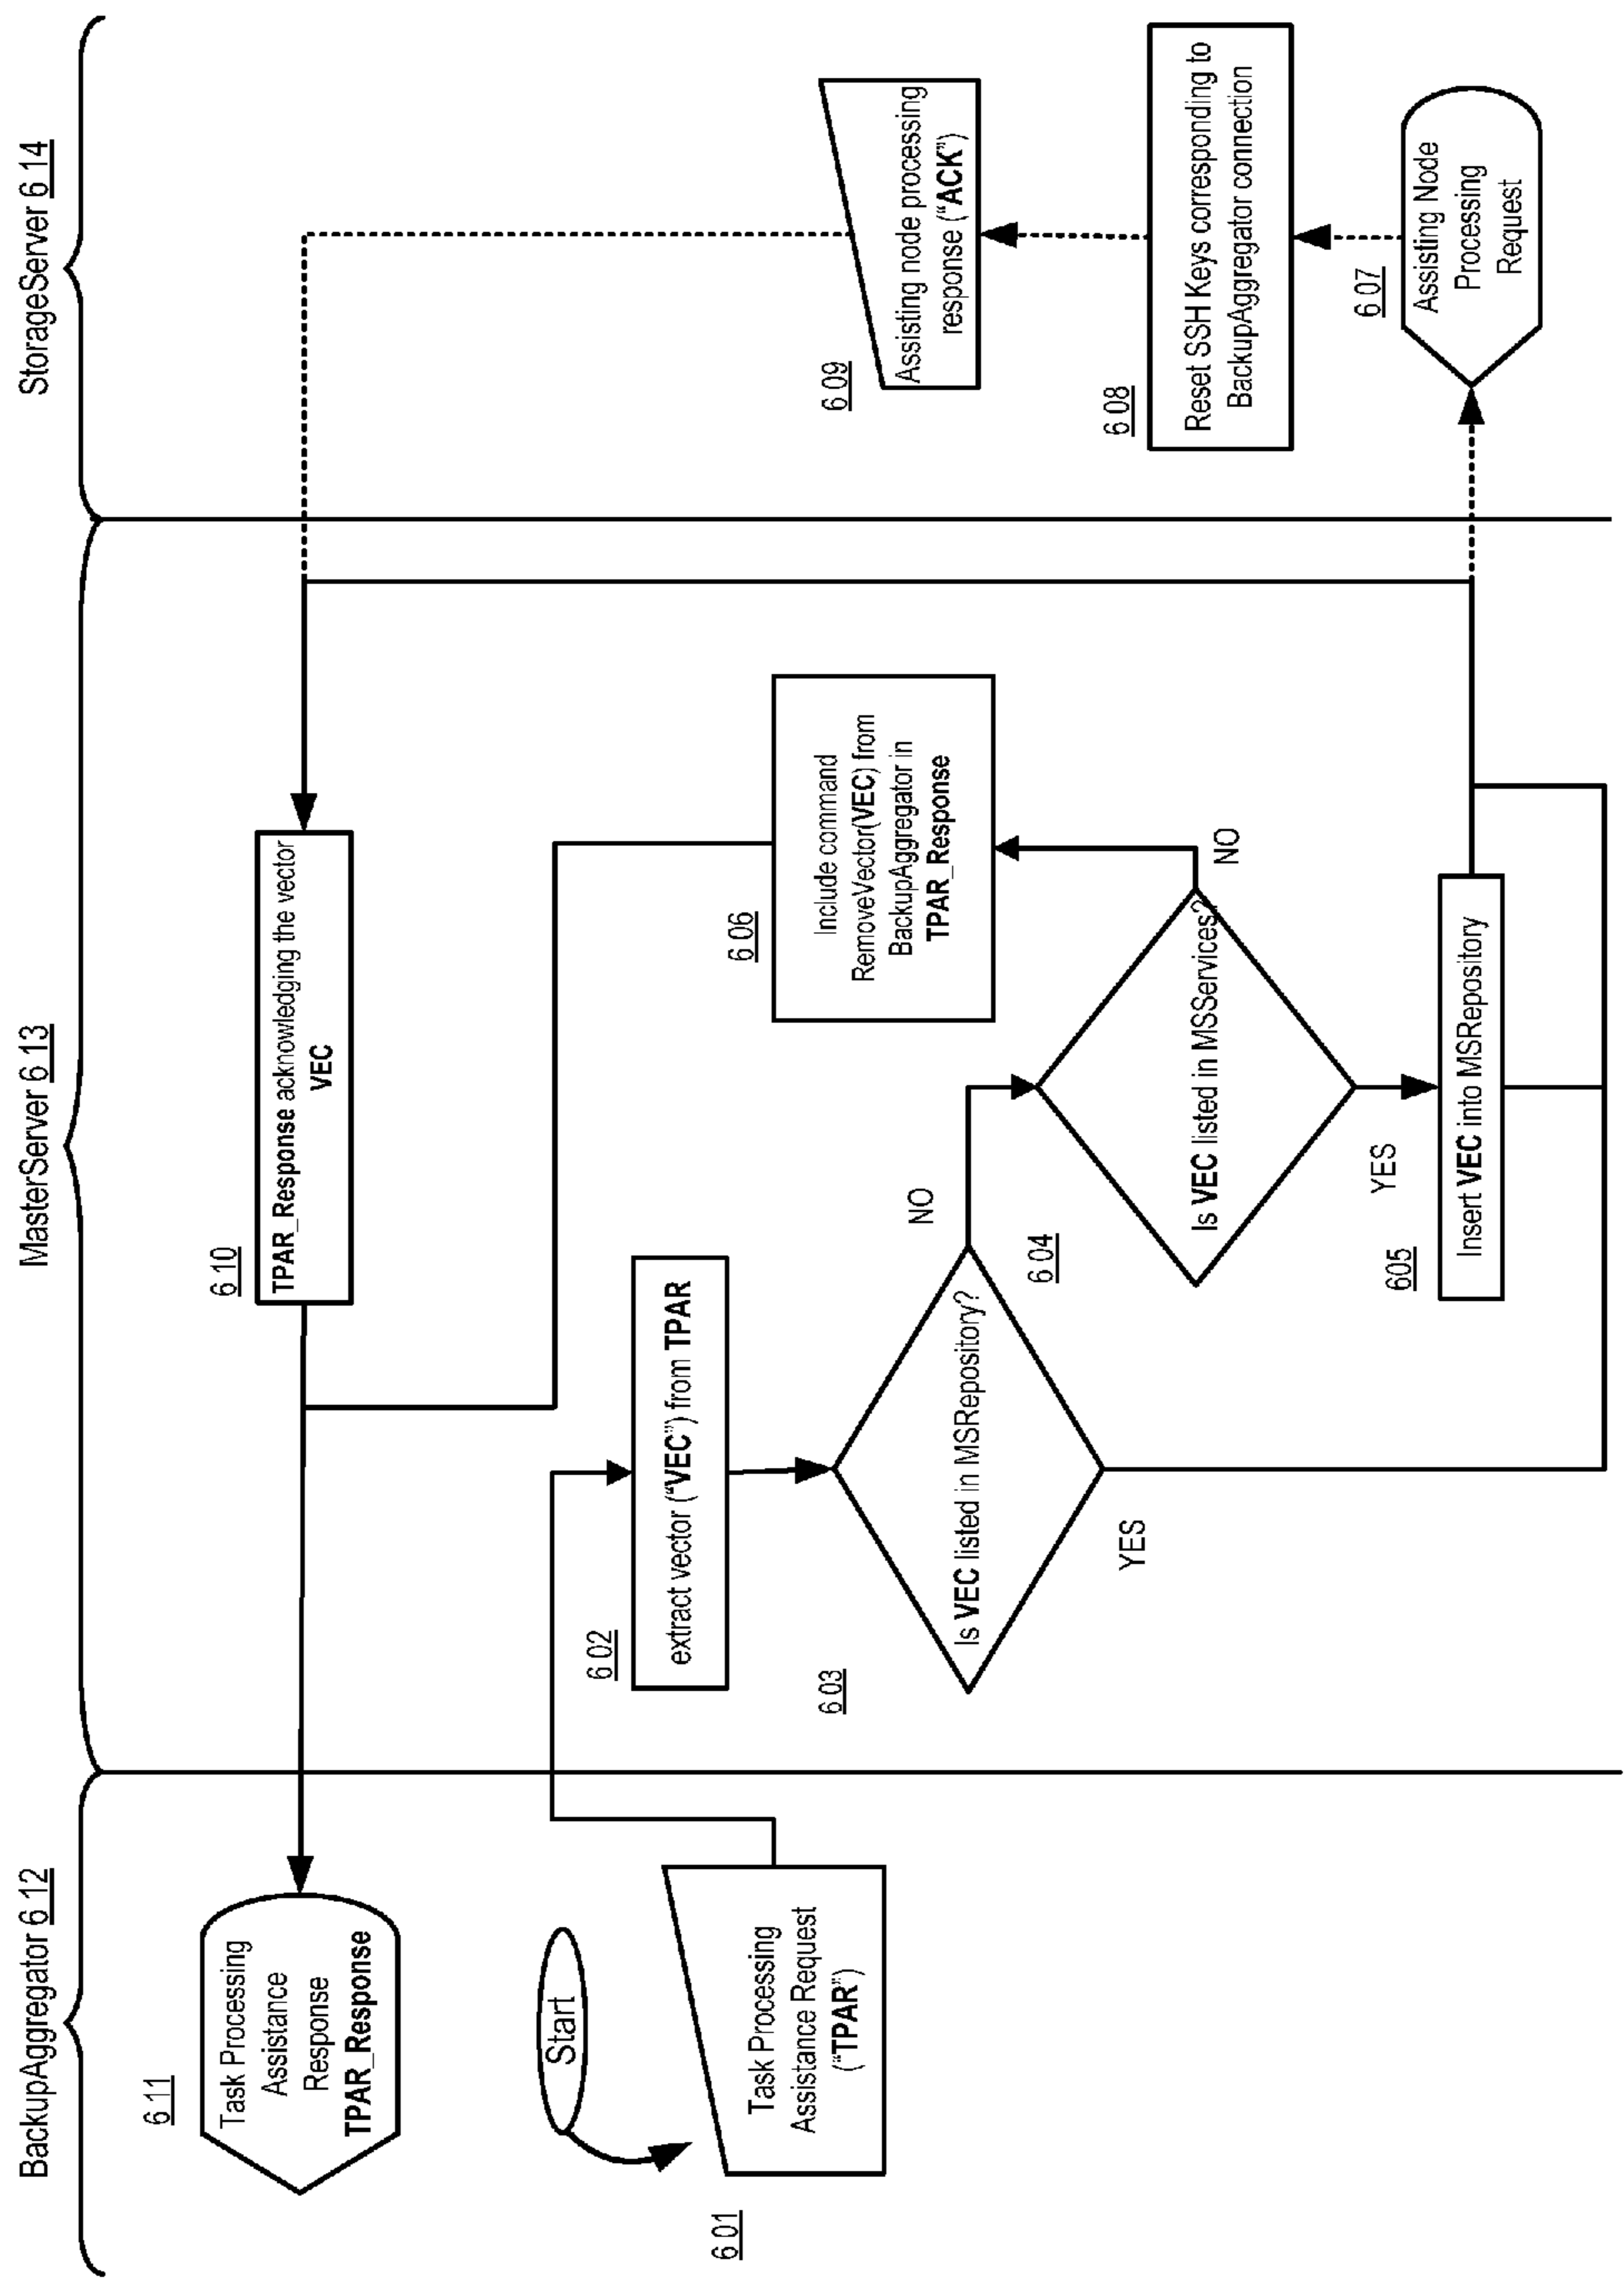 BackupAggregator 6 12
MasterServer 6 13
StorageServer 6 14
6 11
Task Processing
Assistance
Response
TPAR_Response
Start
6 01
Task Processing
Assistance Request
("TPAR")
6 10
TPAR_Response acknowledging the vector
VEC
6 02
extract vector ("VEC") from TPAR
6 03
Is VEC listed in MSRepository?
NO
YES
6 04
Is VEC listed in MSServices?
NO
YES
605
Insert VEC into MSRepository
6 06
Include command
RemoveVector(VEC) from
BackupAggregator in
TPAR_Response
6 09
Assisting node processing
response ("ACK")
6 08
Reset SSH Keys corresponding to
BackupAggregator connection
6 07
Assisting Node
Processing
Request